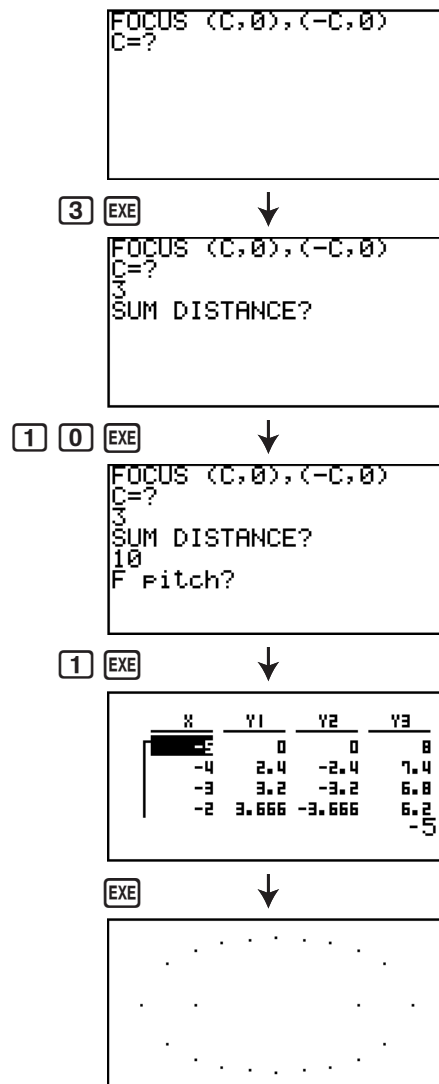 FOCUS (C,0),(-C,0)
C=?
3 EXE
FOCUS (C,0),(-C,0)
C=?
3
SUM DISTANCE?
1 0 EXE
FOCUS (C,0),(-C,0)
C=?
3
SUM DISTANCE?
10
F pitch?
1 EXE
X Y1 Y2 Y3
-5 0 0 8
-4 2.4 -2.4 7.4
-3 3.2 -3.2 6.8
-2 3.666 -3.666 6.2
-5
EXE